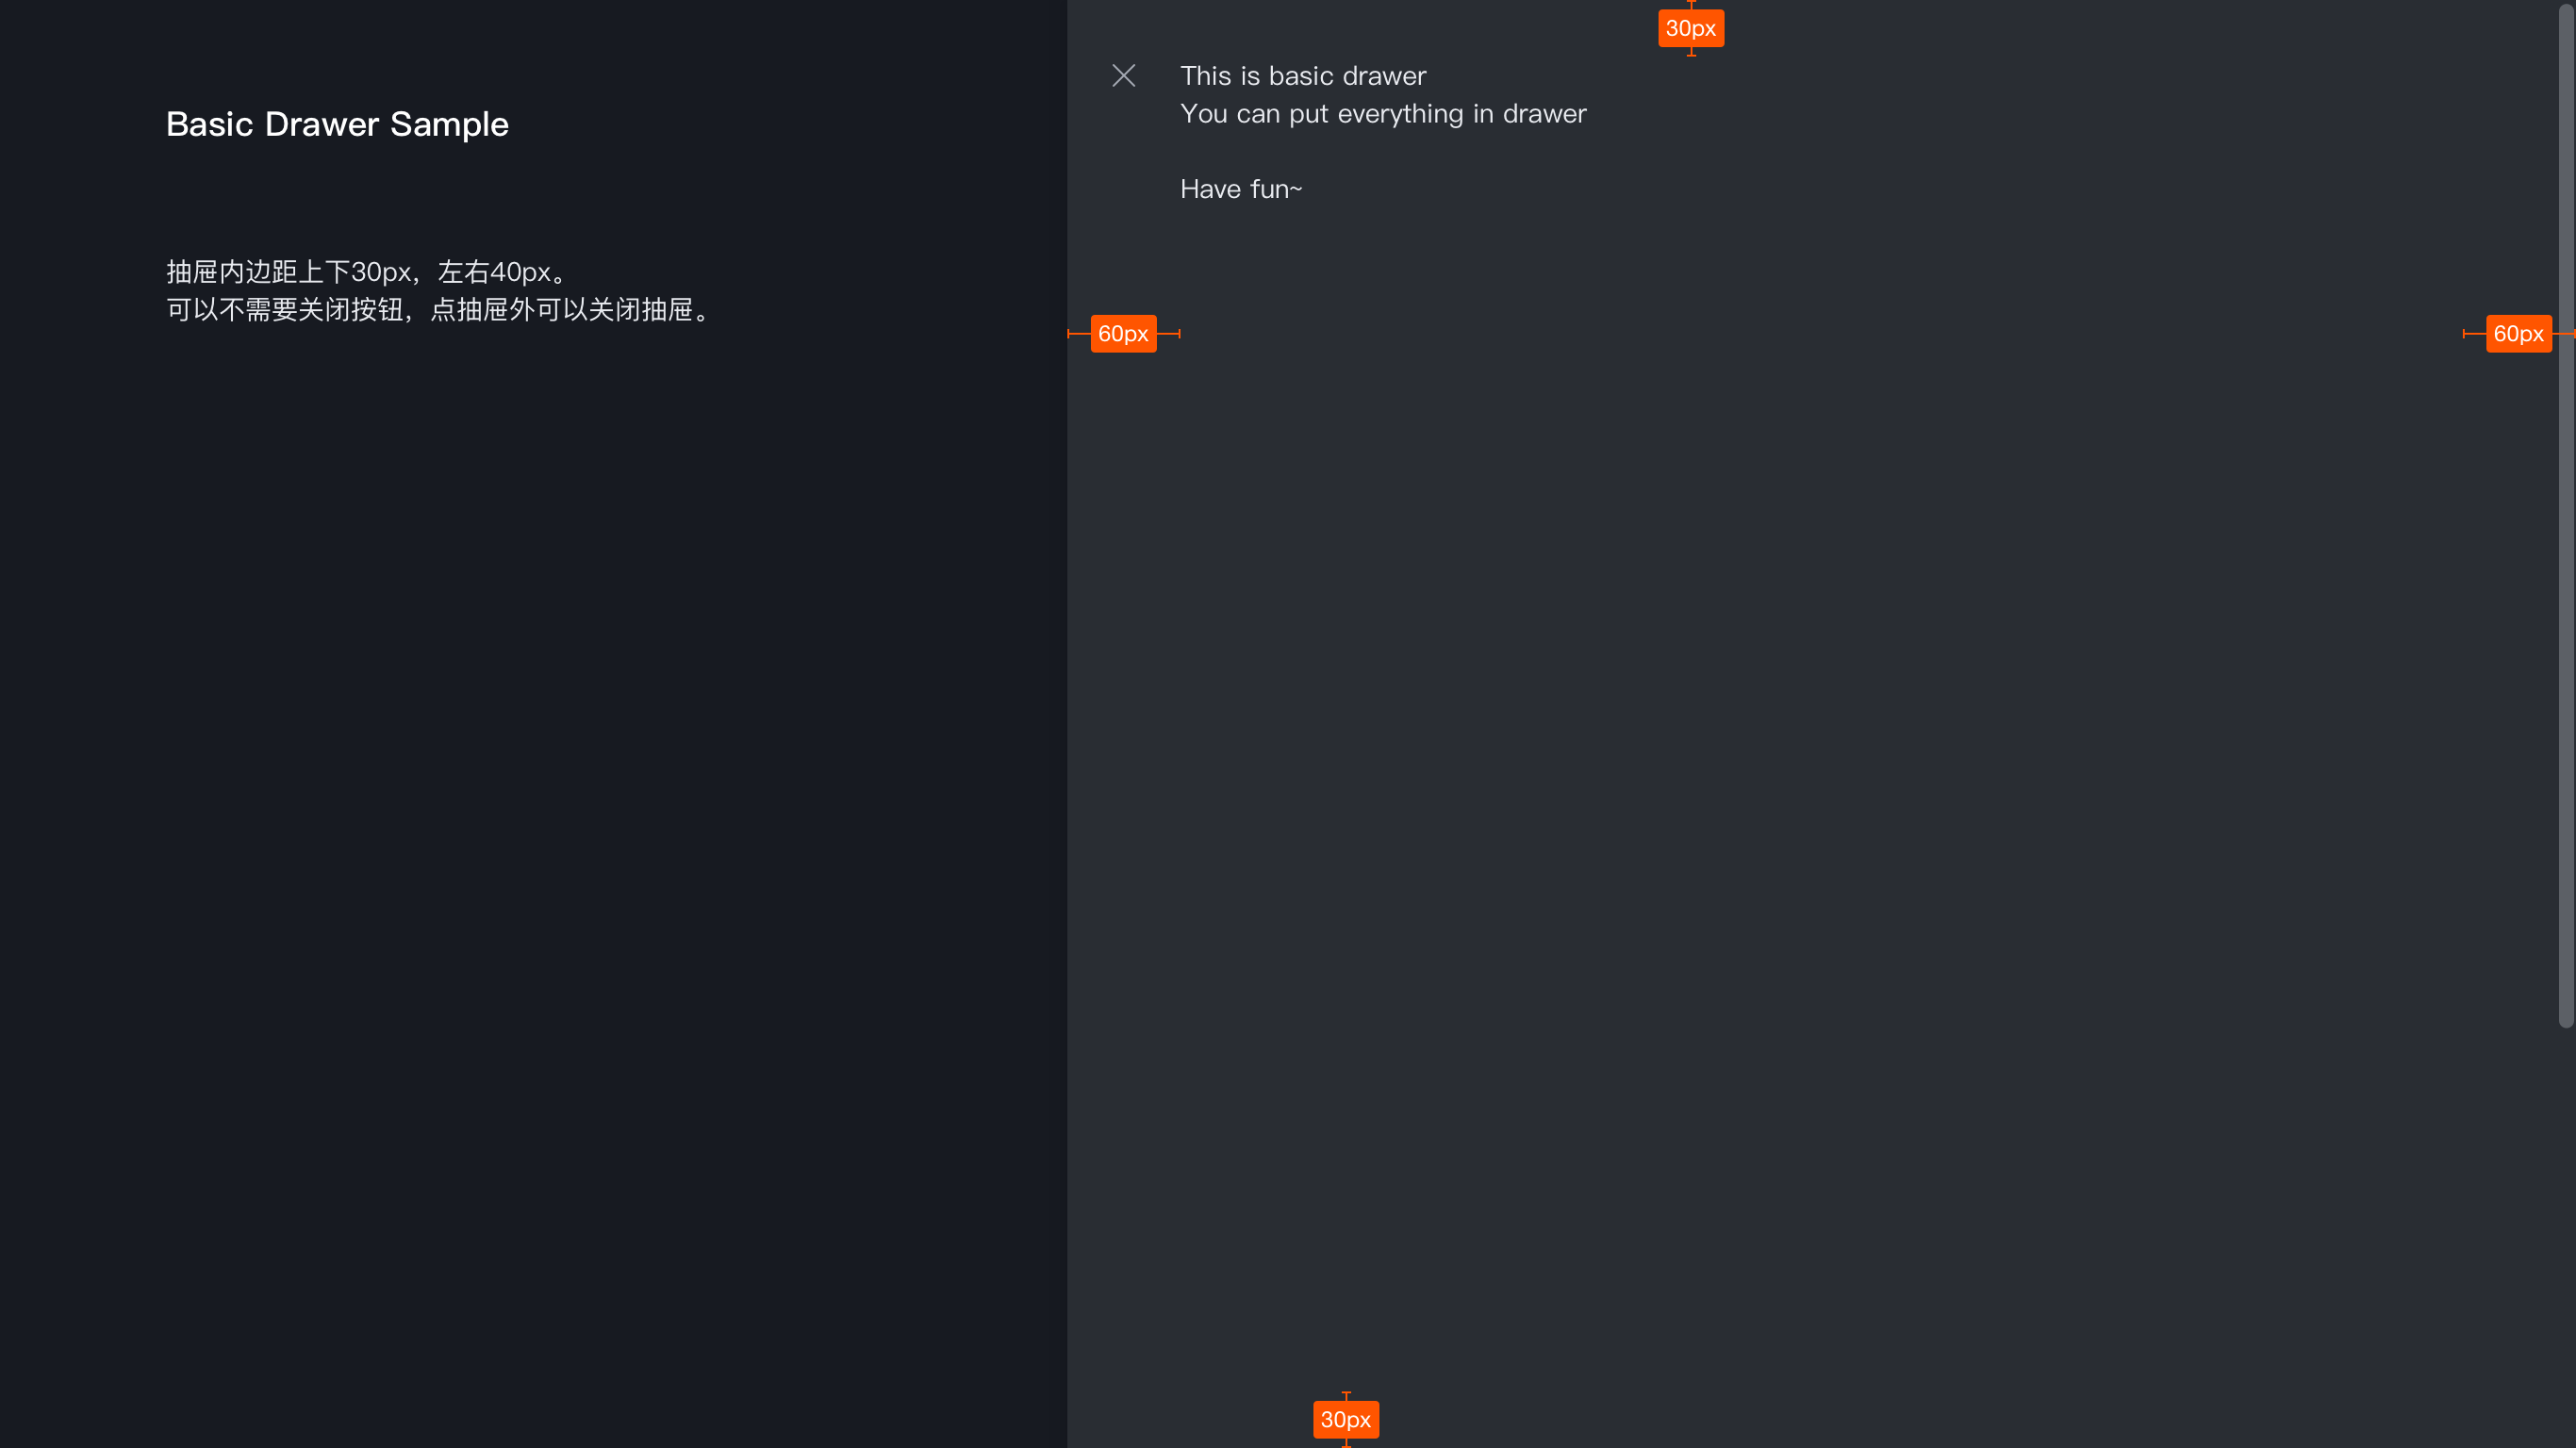 Basic Drawer Sample
抽屉内边距上下30px，左右40px。
可以不需要关闭按钮，点抽屉外可以关闭抽屉。
30px
This is basic drawer
You can put everything in drawer
Have fun~
60px
60px
30px